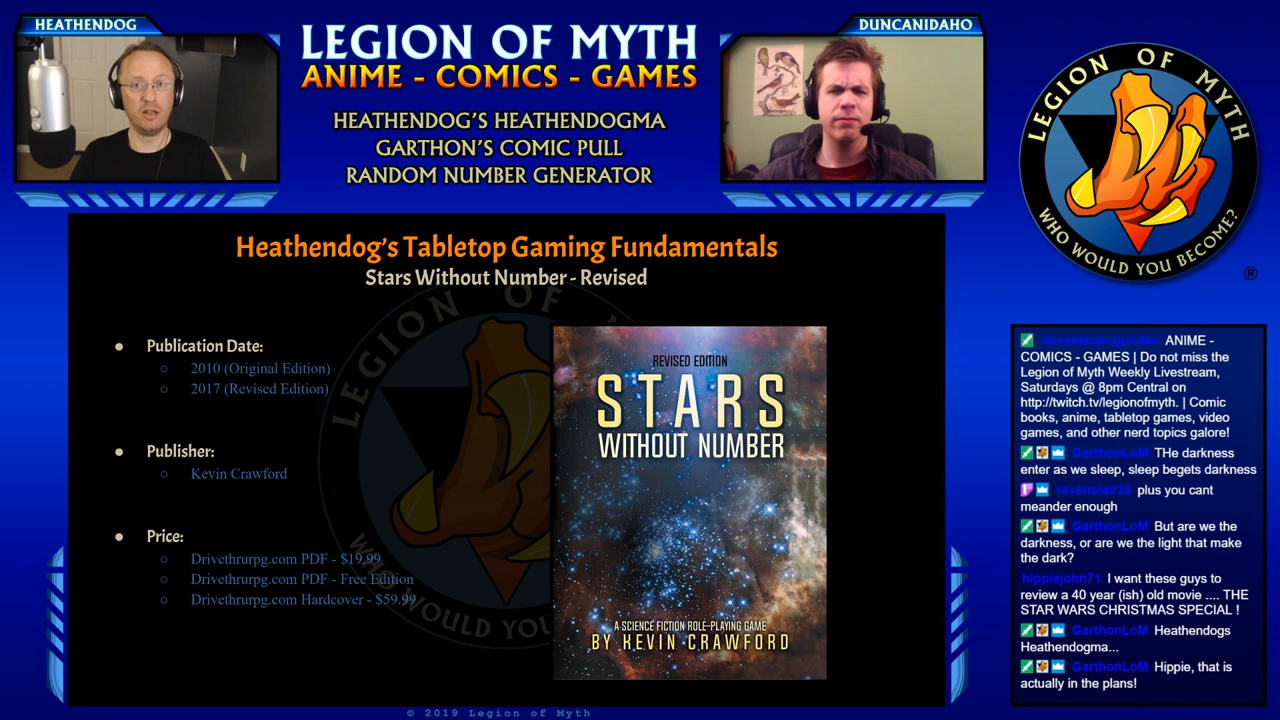 HEATHENDOG
LEGION OF MYTH
ANIME - COMICS - GAMES
HEATHENDOG'S HEATHENDOGMA
GARTHON'S COMIC PULL
RANDOM NUMBER GENERATOR
DUNCANIDAHO
LEGION OF MYTH
WHO WOULD YOU BECOME?
®
Heathendog's Tabletop Gaming Fundamentals
Stars Without Number - Revised
Publication Date:
2010 (Original Edition)
2017 (Revised Edition)
Publisher:
Kevin Crawford
Price:
Drivethrurpg.com PDF - $19.99
Drivethrurpg.com PDF - Free Edition
Drivethrurpg.com Hardcover - $59.99
LEGION OF
WOULD YOU
REVISED EDITION
STARS
WITHOUT NUMBER
A SCIENCE FICTION ROLE-PLAYING GAME
BY KEVIN CRAWFORD
ANIME -
COMICS - GAMES | Do not miss the
Legion of Myth Weekly Livestream,
Saturdays @ 8pm Central on
http://twitch.tv/legionofmyth. | Comic
books, anime, tabletop games, video
games, and other nerd topics galore!
GarthonLoM THe darkness
enter as we sleep, sleep begets darkness
ravenslair38 plus you cant
meander enough
GarthonLoM But are we the
darkness, or are we the light that make
the dark?
hippiejohn71 I want these guys to
review a 40 year (ish) old movie .... THE
STAR WARS CHRISTMAS SPECIAL !
GarthonLoM Heathendogs
Heathendogma...
GarthonLoM Hippie, that is
actually in the plans!
© 2019 Legion of Myth